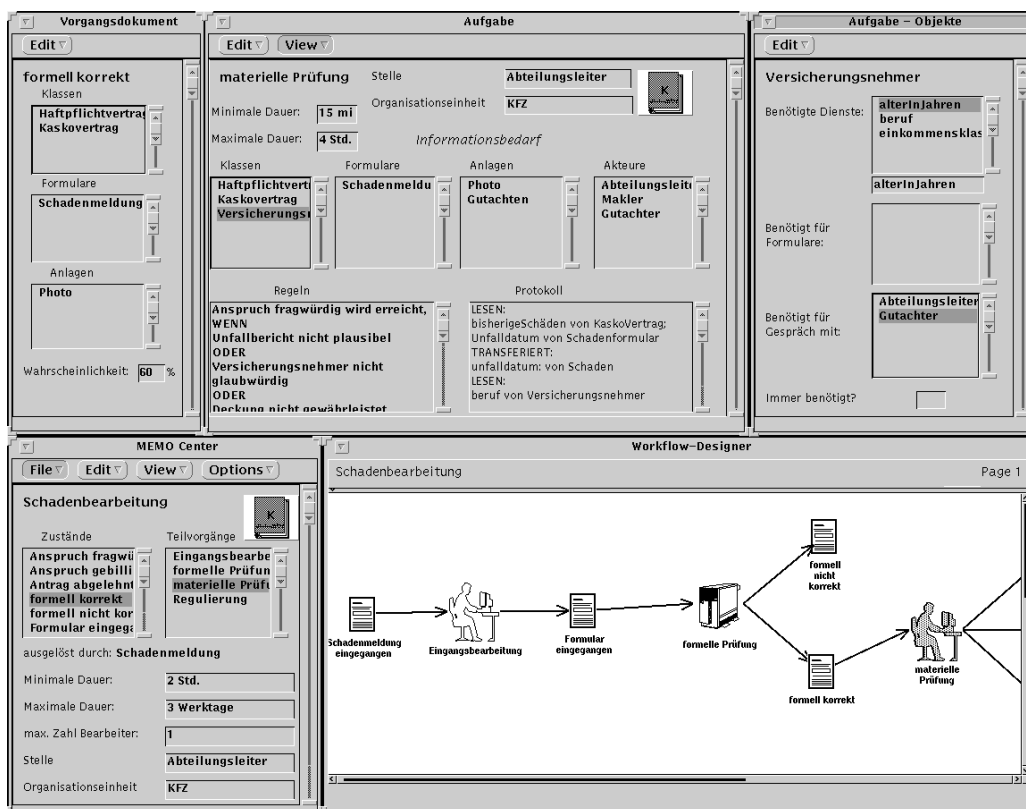 Vorgangsdokument
Edit
formell korrekt
Klassen
Haftpflichtvertrag
Kaskovertrag
Formulare
Schadenmeldung
Anlagen
Photo
Wahrscheinlichkeit: 60 %
Aufgabe
Edit View
materielle Prüfung
Stelle Abteilungsleiter
Organisationseinheit KFZ
K
Minimale Dauer: 15 mi
Maximale Dauer: 4 Std.
Informationsbedarf
Klassen
Haftpflichtvert
Kaskovertrag
Versicherungsn
Formulare
Schadenmeldu
Anlagen
Photo
Gutachten
Akteure
Abteilungsleite
Makler
Gutachter
Regeln
Anspruch fragwürdig wird erreicht,
WENN
Unfallbericht nicht plausibel
ODER
Versicherungsnehmer nicht
glaubwürdig
ODER
Deckung nicht gewährleistet
Protokoll
LESEN:
bisherigeSchäden von KaskoVertrag;
Unfalldatum von Schadenformular
TRANSFERIERT:
unfalldatum: von Schaden
LESEN:
beruf von Versicherungsnehmer
Aufgabe - Objekte
Edit
Versicherungsnehmer
Benötigte Dienste:
alterInJahren
beruf
einkommensklas
alterInJahren
Benötigt für
Formulare:
Benötigt für
Gespräch mit:
Abteilungsleiter
Gutachter
Immer benötigt?
MEMO Center
File Edit View Options
Schadenbearbeitung
K
Zustände
Anspruch fragwü
Anspruch gebilli
Antrag abgelehnt
formell korrekt
formell nicht kor
Formular eingega
Teilvorgänge
Eingangsbearbe
formelle Prüfun
materielle Prüfu
Regulierung
ausgelöst durch: Schadenmeldung
Minimale Dauer: 2 Std.
Maximale Dauer: 3 Werktage
max. Zahl Bearbeiter: 1
Stelle Abteilungsleiter
Organisationseinheit KFZ
Workflow-Designer
Schadenbearbeitung Page 1
Schadenmeldung
eingegangen
Eingangsbearbeitung
Formular
eingegangen
formelle Prüfung
formell
nicht
korrekt
formell korrekt
materielle
Prüfung